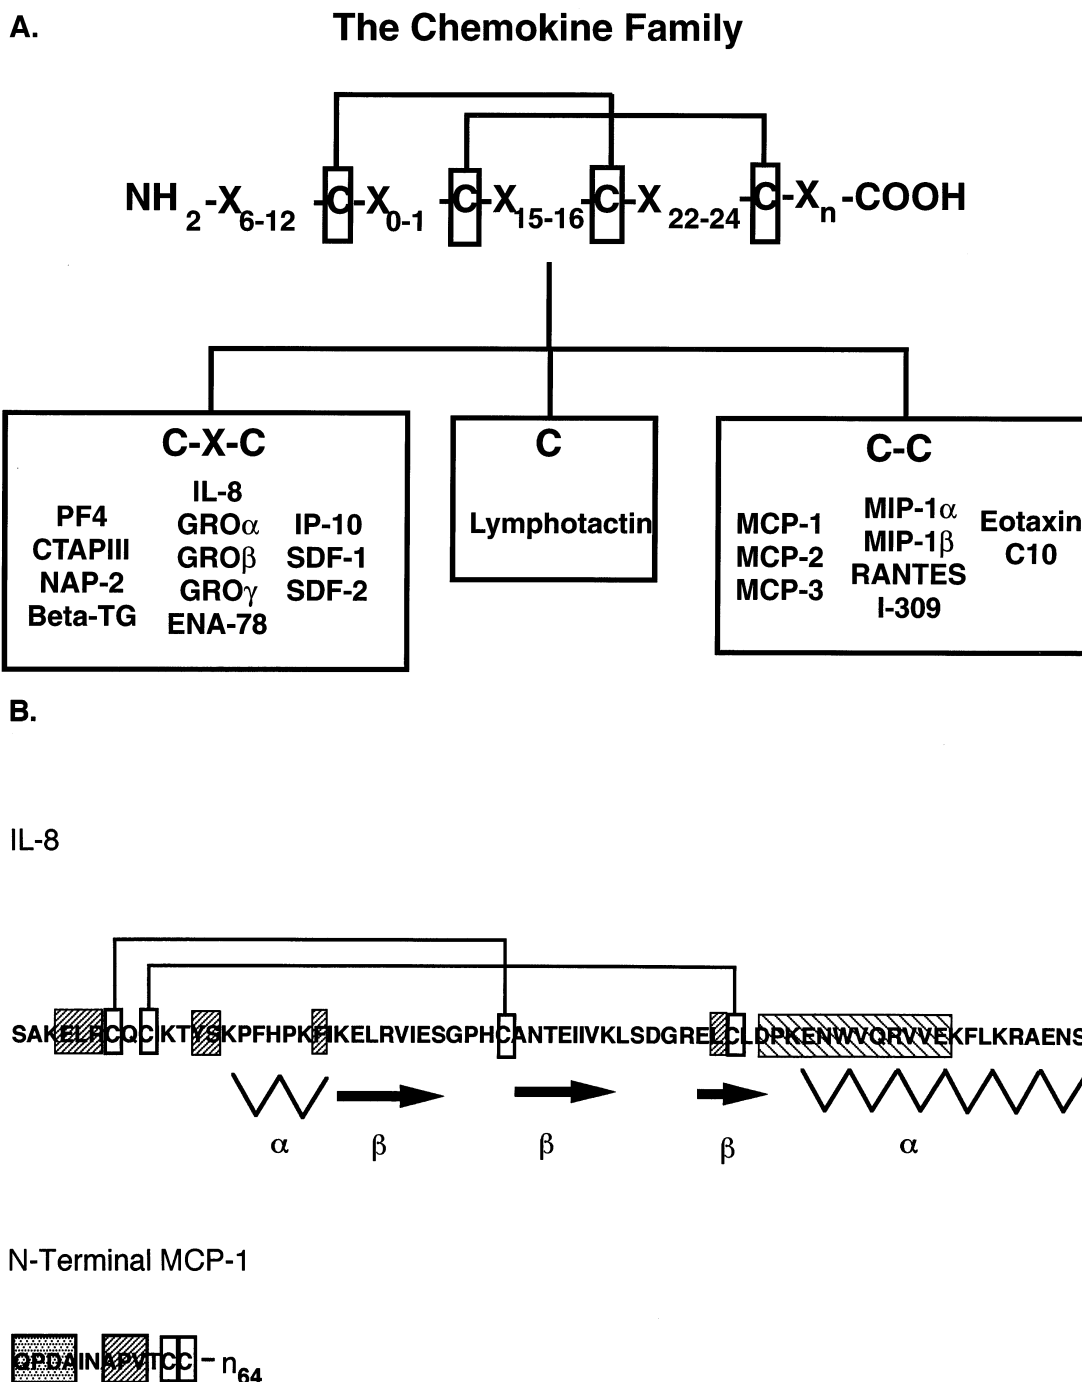 A.
The Chemokine Family
NH2-X6-12 -C-X0-1 -C-X15-16-C-X22-24-C-Xn-COOH
C-X-C
PF4
CTAPIII
NAP-2
Beta-TG
IL-8
GROα
GROβ
GROγ
ENA-78
IP-10
SDF-1
SDF-2
C
Lymphotactin
C-C
MCP-1
MCP-2
MCP-3
MIP-1α
MIP-1β
RANTES
I-309
Eotaxin
C10
B.
IL-8
SAKELRCQCIKTYSKPFHPKFIKELRVIESGPHCANTEIIVKLSDGRELCLDPKENWVQRVVEKFLKRAENS
α β β β α
N-Terminal MCP-1
QPDAINAPVTCC–n64